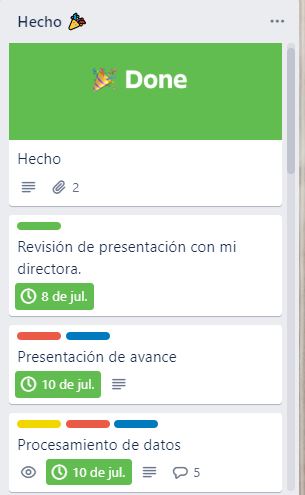 Hecho 🎉
🎉 Done
Hecho
2
Revisión de presentación con mi
directora.
8 de jul.
Presentación de avance
10 de jul.
Procesamiento de datos
10 de jul. 5